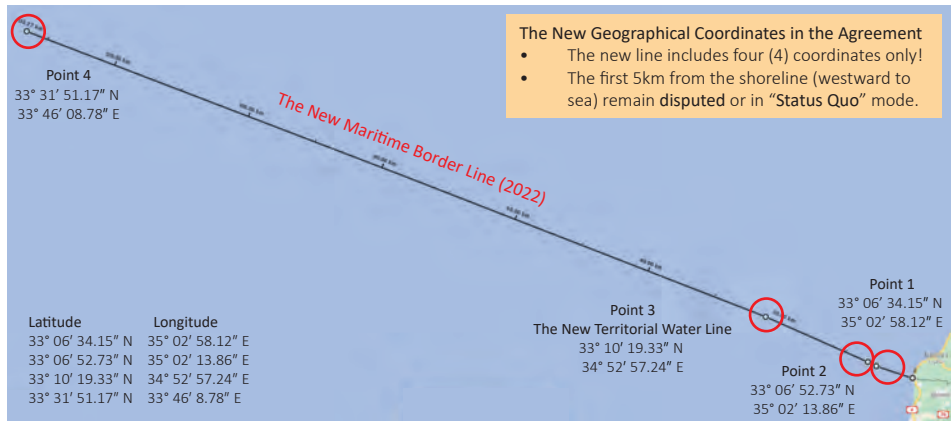 The New Geographical Coordinates in the Agreement
• The new line includes four (4) coordinates only!
• The first 5km from the shoreline (westward to
sea) remain disputed or in “Status Quo” mode.
Point 4
33° 31’ 51.17” N
33° 46’ 08.78” E
The New Maritime Border Line (2022)
Point 3
The New Territorial Water Line
33° 10’ 19.33” N
34° 52’ 57.24” E
Point 1
33° 06’ 34.15” N
35° 02’ 58.12” E
Point 2
33° 06’ 52.73” N
35° 02’ 13.86” E
Latitude Longitude
33° 06’ 34.15” N 35° 02’ 58.12” E
33° 06’ 52.73” N 35° 02’ 13.86” E
33° 10’ 19.33” N 34° 52’ 57.24” E
33° 31’ 51.17” N 33° 46’ 8.78” E